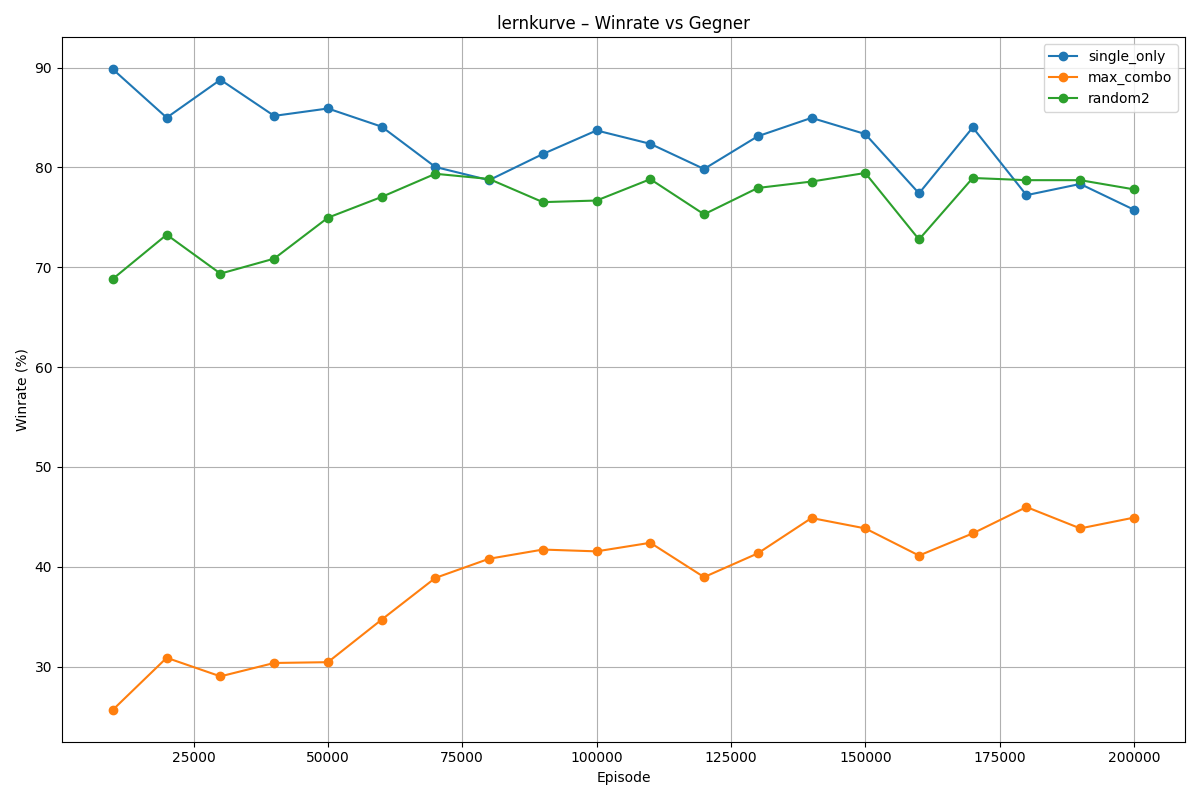 lernkurve – Winrate vs Gegner
single_only
max_combo
random2
Winrate (%)
90
80
70
60
50
40
30
25000
50000
75000
100000
125000
150000
175000
200000
Episode